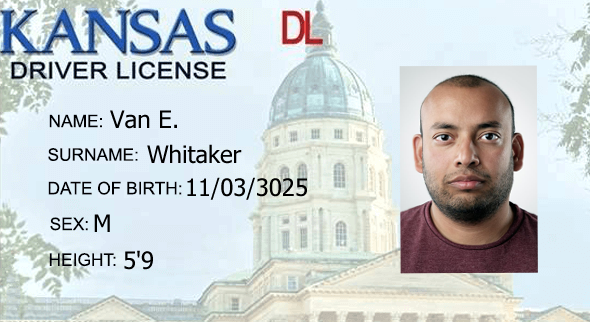 KANSAS DL
DRIVER LICENSE
NAME: Van E.
SURNAME: Whitaker
DATE OF BIRTH: 11/03/3025
SEX: M
HEIGHT: 5'9